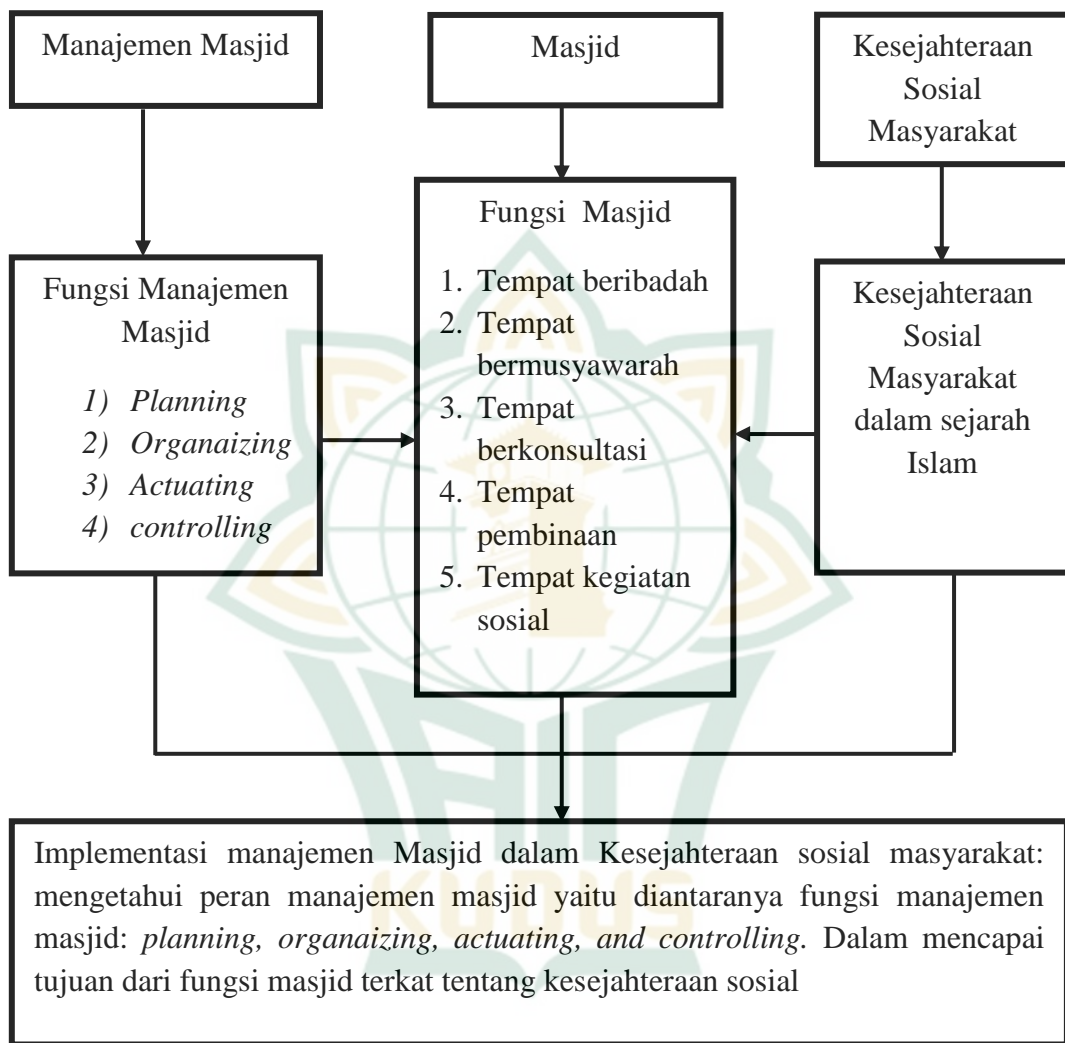 Manajemen Masjid
Masjid
Kesejahteraan
Sosial
Masyarakat
Fungsi Manajemen
Masjid
1) Planning
2) Organaizing
3) Actuating
4) controlling
Fungsi Masjid
1. Tempat beribadah
2. Tempat
bermusyawarah
3. Tempat
berkonsultasi
4. Tempat
pembinaan
5. Tempat kegiatan
sosial
Kesejahteraan
Sosial
Masyarakat
dalam sejarah
Islam
Implementasi manajemen Masjid dalam Kesejahteraan sosial masyarakat:
mengetahui peran manajemen masjid yaitu diantaranya fungsi manajemen
masjid: planning, organaizing, actuating, and controlling. Dalam mencapai
tujuan dari fungsi masjid terkat tentang kesejahteraan sosial
IAIN
KUDUS